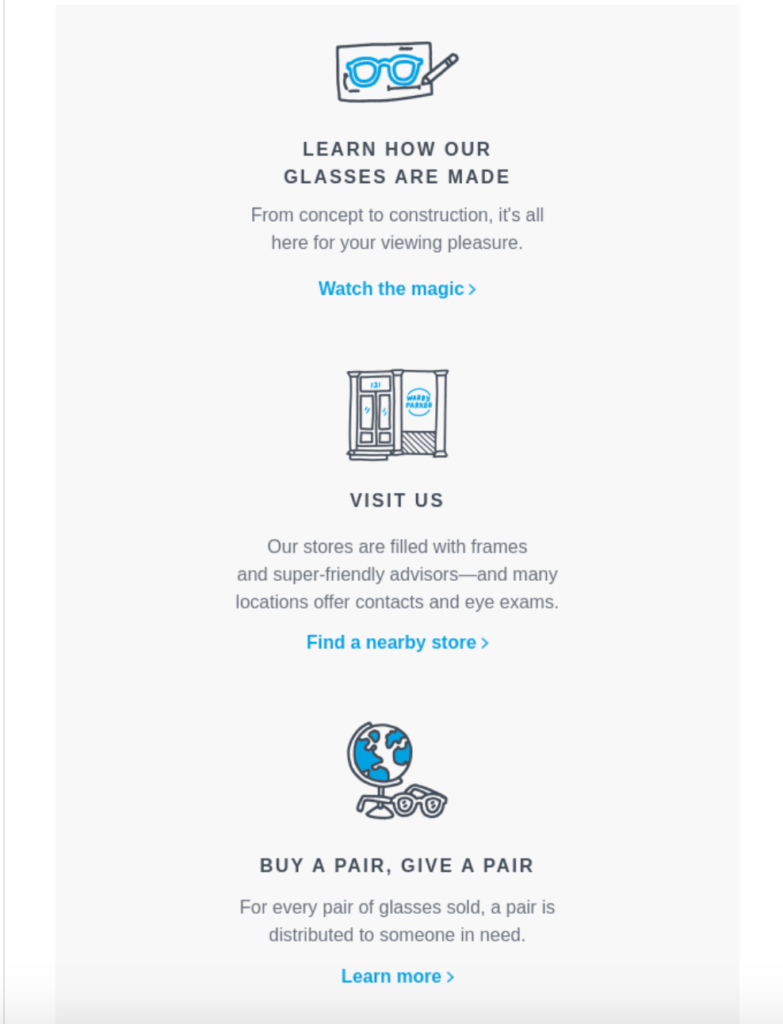 LEARN HOW OUR
GLASSES ARE MADE
From concept to construction, it's all
here for your viewing pleasure.
Watch the magic ›
121
WARBY
PARKER
VISIT US
Our stores are filled with frames
and super-friendly advisors—and many
locations offer contacts and eye exams.
Find a nearby store ›
BUY A PAIR, GIVE A PAIR
For every pair of glasses sold, a pair is
distributed to someone in need.
Learn more ›